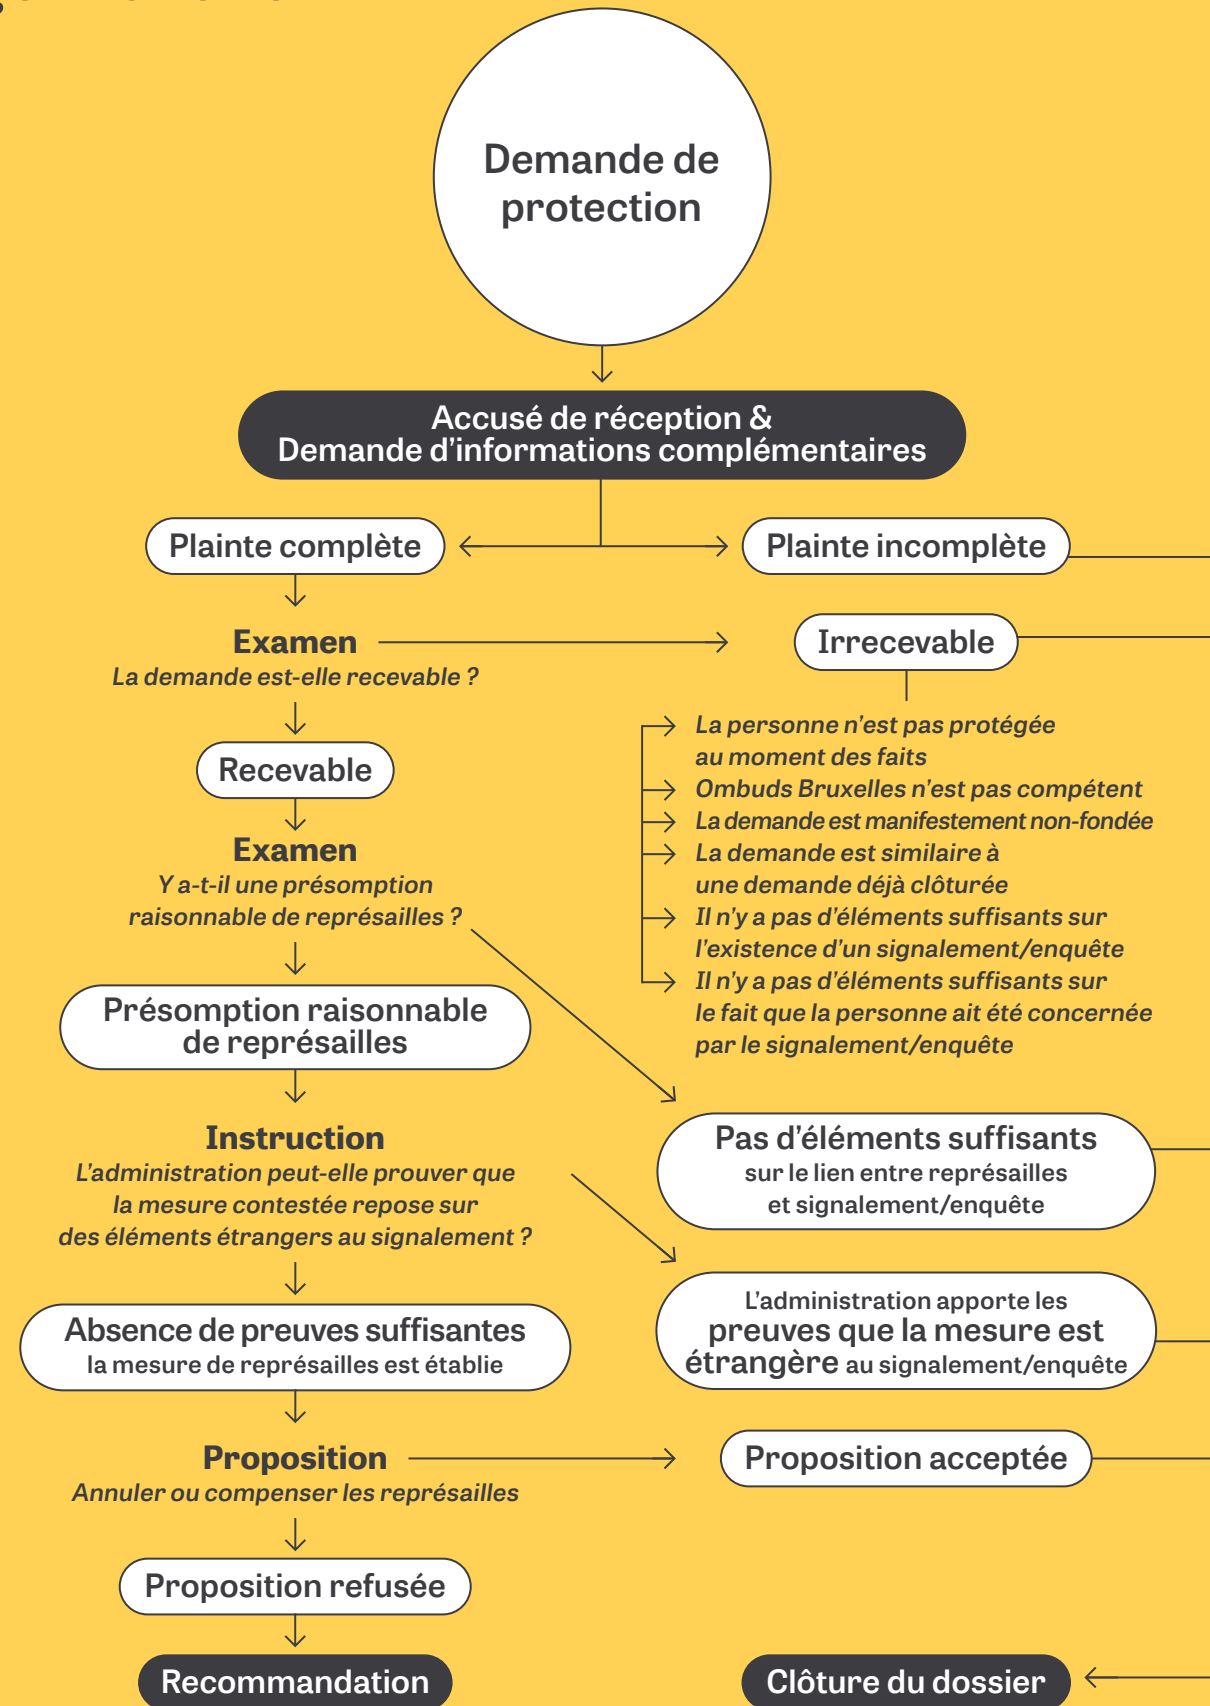 Demande de
protection
Accusé de réception &
Demande d'informations complémentaires
Plainte complète
Plainte incomplète
Examen
La demande est-elle recevable ?
Irrecevable
La personne n'est pas protégée
au moment des faits
Ombuds Bruxelles n'est pas compétent
La demande est manifestement non-fondée
La demande est similaire à
une demande déjà clôturée
Il n'y a pas d'éléments suffisants sur
l'existence d'un signalement/enquête
Il n'y a pas d'éléments suffisants sur
le fait que la personne ait été concernée
par le signalement/enquête
Recevable
Examen
Y a-t-il une présomption
raisonnable de représailles ?
Présomption raisonnable
de représailles
Pas d'éléments suffisants
sur le lien entre représailles
et signalement/enquête
Instruction
L'administration peut-elle prouver que
la mesure contestée repose sur
des éléments étrangers au signalement ?
L'administration apporte les
preuves que la mesure est
étrangère au signalement/enquête
Absence de preuves suffisantes
la mesure de représailles est établie
Proposition
Annuler ou compenser les représailles
Proposition acceptée
Proposition refusée
Recommandation
Clôture du dossier